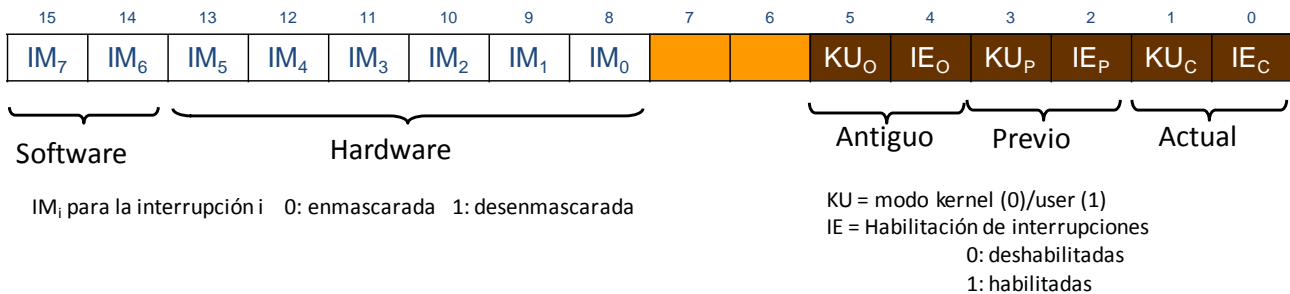 15 14 13 12 11 10 9 8 7 6 5 4 3 2 1 0
IM7 IM6 IM5 IM4 IM3 IM2 IM1 IM0 KUO IEO KUP IEP KUC IEC
Software Hardware Antiguo Previo Actual
IMi para la interrupción i 0: enmascarada 1: desenmascarada
KU = modo kernel (0)/user (1)
IE = Habilitación de interrupciones
0: deshabilitadas
1: habilitadas